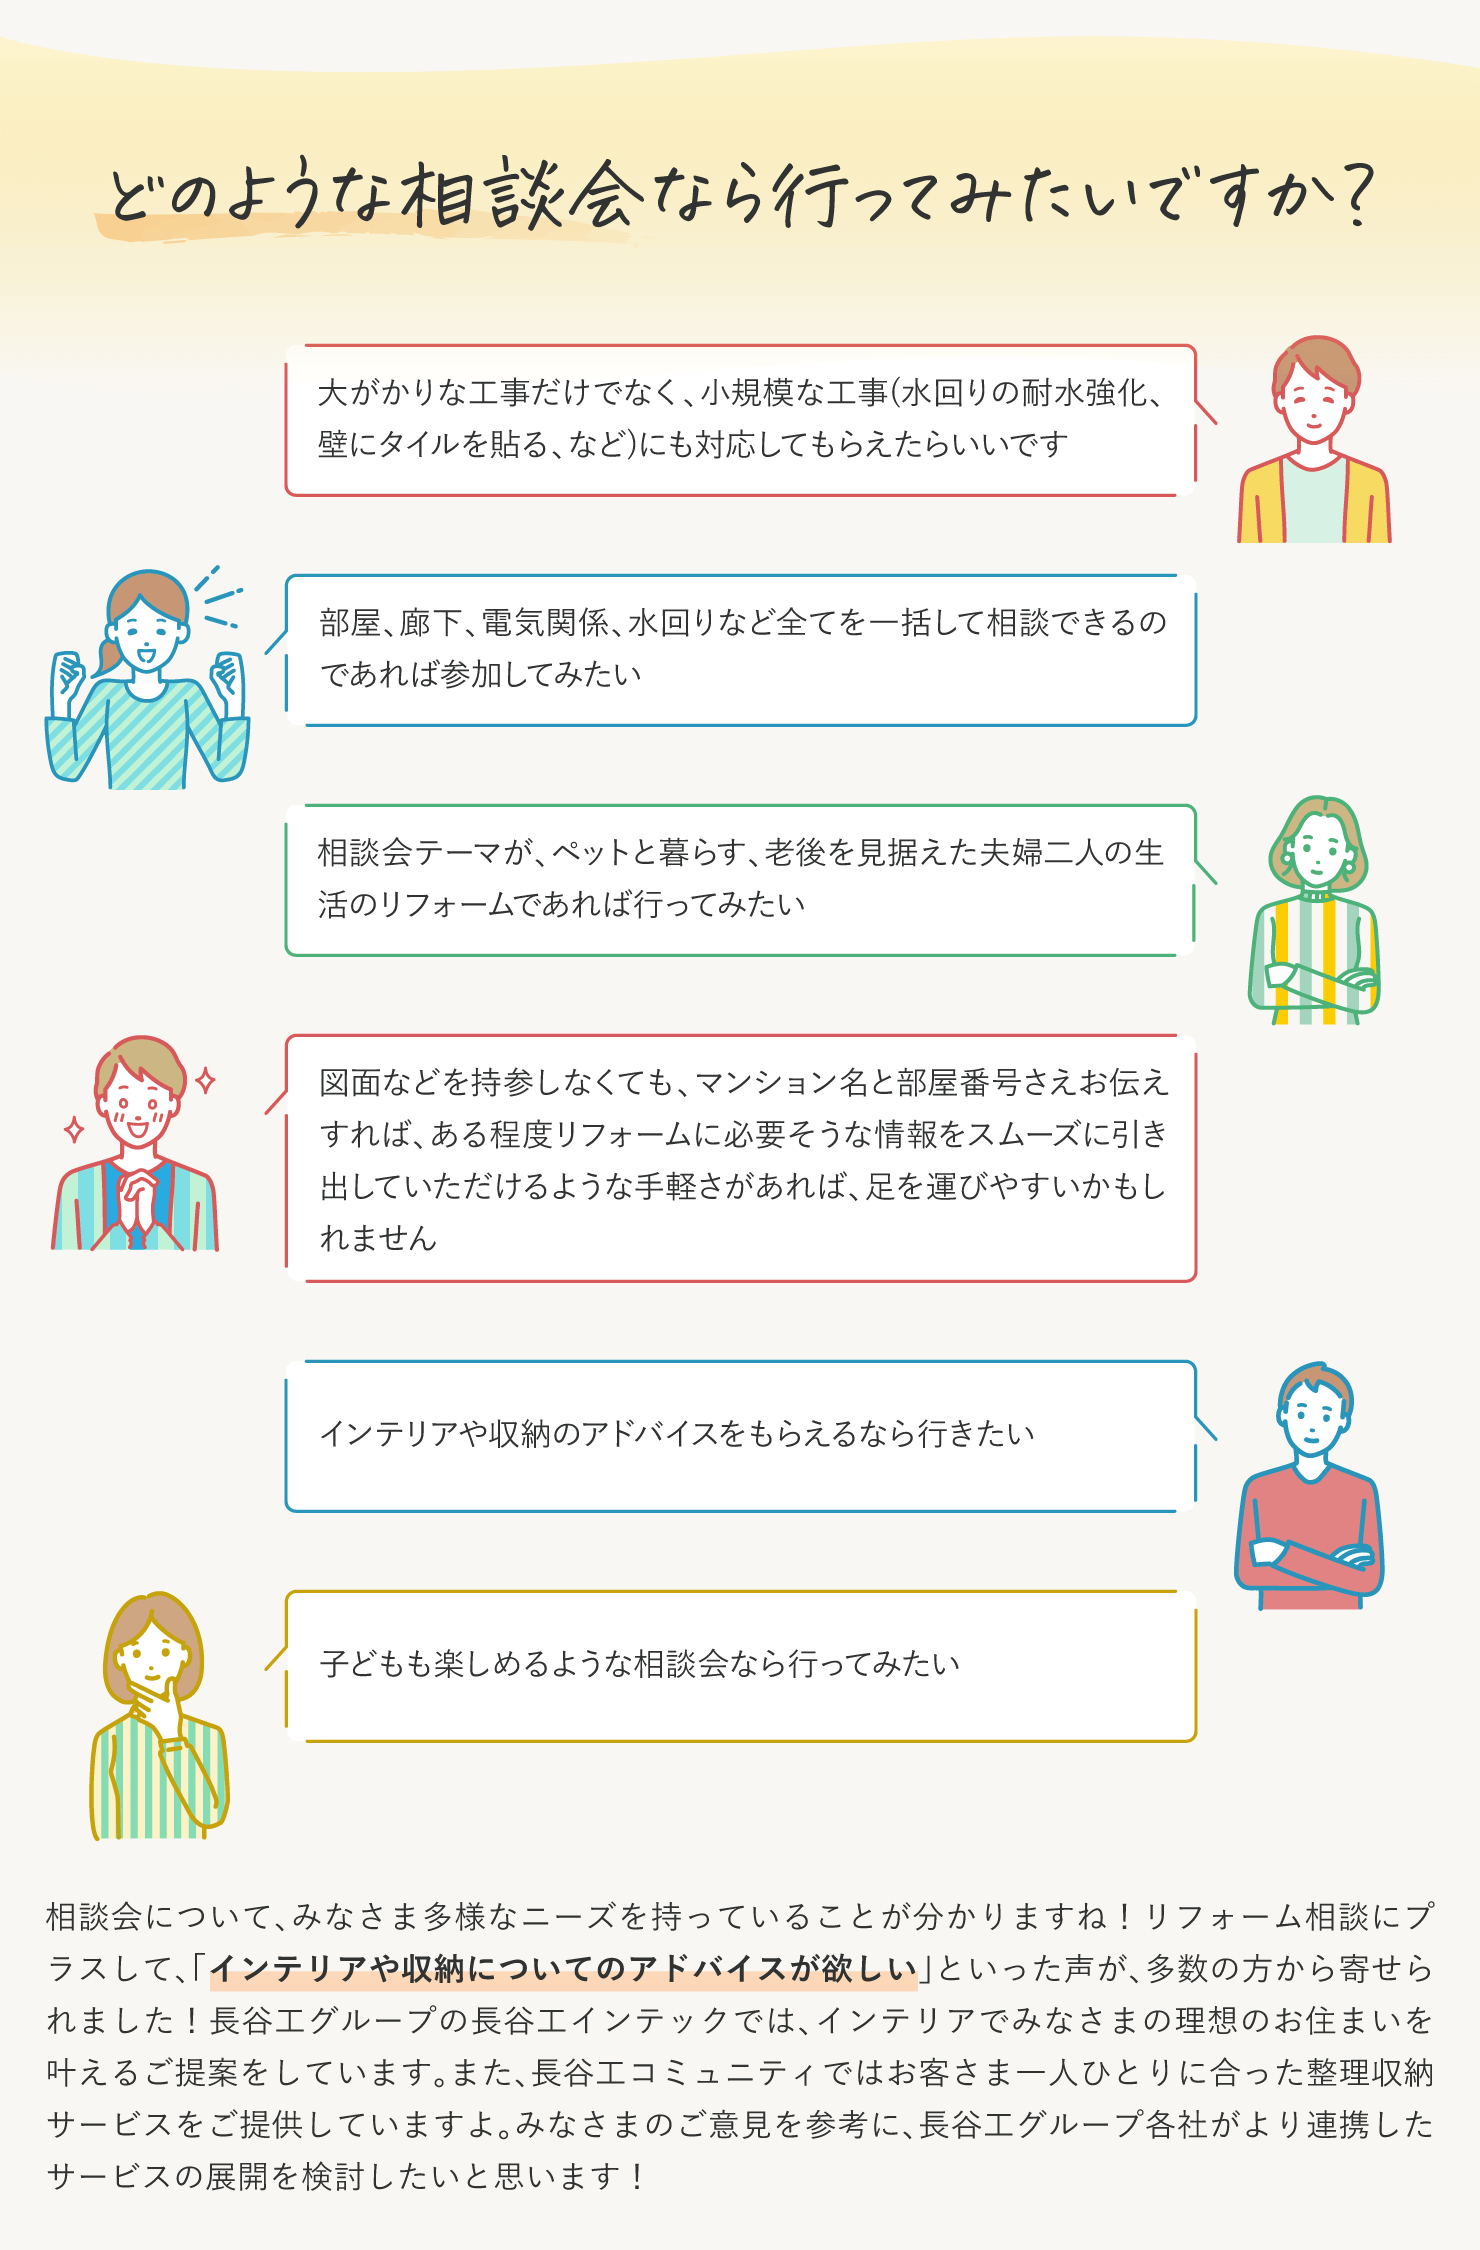 どのような相談会なら行ってみたいですか？
大がかりな工事だけでなく、小規模な工事(水回りの耐水強化、
壁にタイルを貼る、など)にも対応してもらえたらいいです
部屋、廊下、電気関係、水回りなど全てを一括して相談できるの
であれば参加してみたい
相談会テーマが、ペットと暮らす、老後を見据えた夫婦二人の生
活のリフォームであれば行ってみたい
図面などを持参しなくても、マンション名と部屋番号さえお伝え
すれば、ある程度リフォームに必要そうな情報をスムーズに引き
出していただけるような手軽さがあれば、足を運びやすいかもし
れません
インテリアや収納のアドバイスをもらえるなら行きたい
子どもも楽しめるような相談会なら行ってみたい
相談会について、みなさま多様なニーズを持っていることが分かりますね！リフォーム相談にプ
ラスして、「インテリアや収納についてのアドバイスが欲しい」といった声が、多数の方から寄せら
れました！長谷工グループの長谷工インテックでは、インテリアでみなさまの理想のお住まいを
叶えるご提案をしています。また、長谷工コミュニティではお客さま一人ひとりに合った整理収納
サービスをご提供していますよ。みなさまのご意見を参考に、長谷工グループ各社がより連携した
サービスの展開を検討したいと思います！